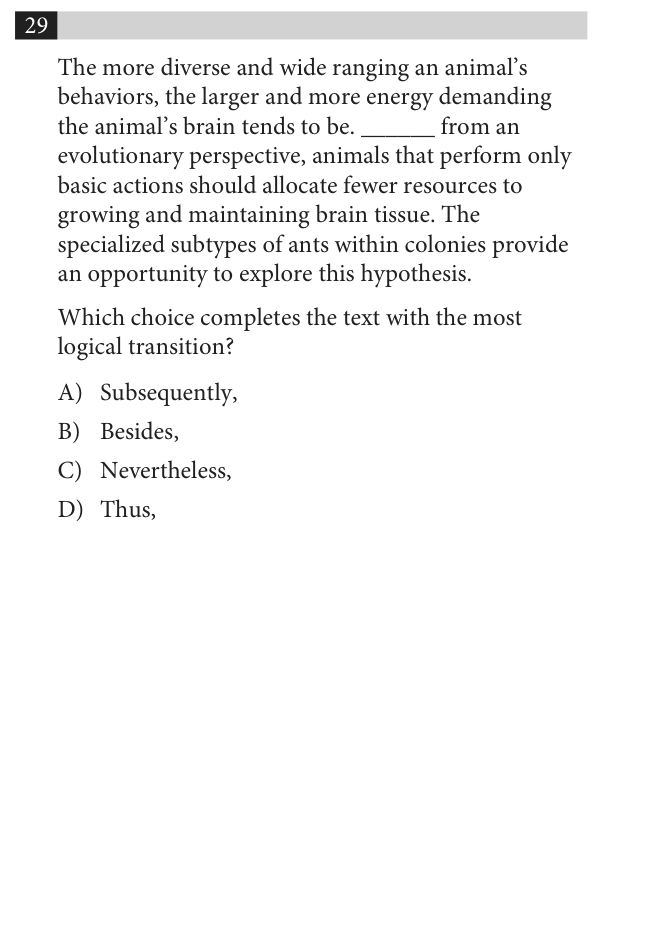 29
The more diverse and wide ranging an animal’s
behaviors, the larger and more energy demanding
the animal’s brain tends to be. ______ from an
evolutionary perspective, animals that perform only
basic actions should allocate fewer resources to
growing and maintaining brain tissue. The
specialized subtypes of ants within colonies provide
an opportunity to explore this hypothesis.
Which choice completes the text with the most
logical transition?
A) Subsequently,
B) Besides,
C) Nevertheless,
D) Thus,